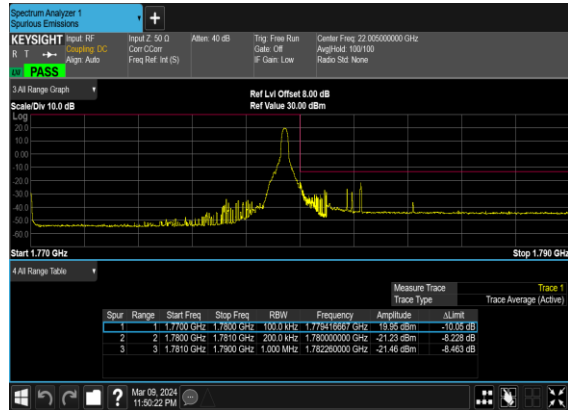 Spectrum Analyzer 1
Spurious Emissions
+
KEYSIGHT Input: RF Input Z: 50 Ω Atten: 40 dB Trig: Free Run Center Freq: 22.005000000 GHz
R T Coupling: DC Corr CCorr Gate: Off Avg|Hold: 100/100
Align: Auto Freq Ref: Int (S) IF Gain: Low Radio Std: None
PASS
3 All Range Graph
Ref Lvl Offset 8.00 dB
Scale/Div 10.0 dB Ref Value 30.00 dBm
Log
20.0
10.0
0.00
-10.0
-20.0
-30.0
-40.0
-50.0
-60.0
Start 1.770 GHz Stop 1.790 GHz
4 All Range Table
Measure Trace Trace 1
Trace Type Trace Average (Active)
Spur Range Start Freq Stop Freq RBW Frequency Amplitude ΔLimit
1 1 1.7700 GHz 1.7800 GHz 100.0 kHz 1.779416667 GHz 19.95 dBm -10.05 dB
2 2 1.7800 GHz 1.7810 GHz 200.0 kHz 1.780000000 GHz -21.23 dBm -8.228 dB
3 3 1.7810 GHz 1.7900 GHz 1.000 MHz 1.782260000 GHz -21.46 dBm -8.463 dB
? Mar 09, 2024
11:50:22 PM